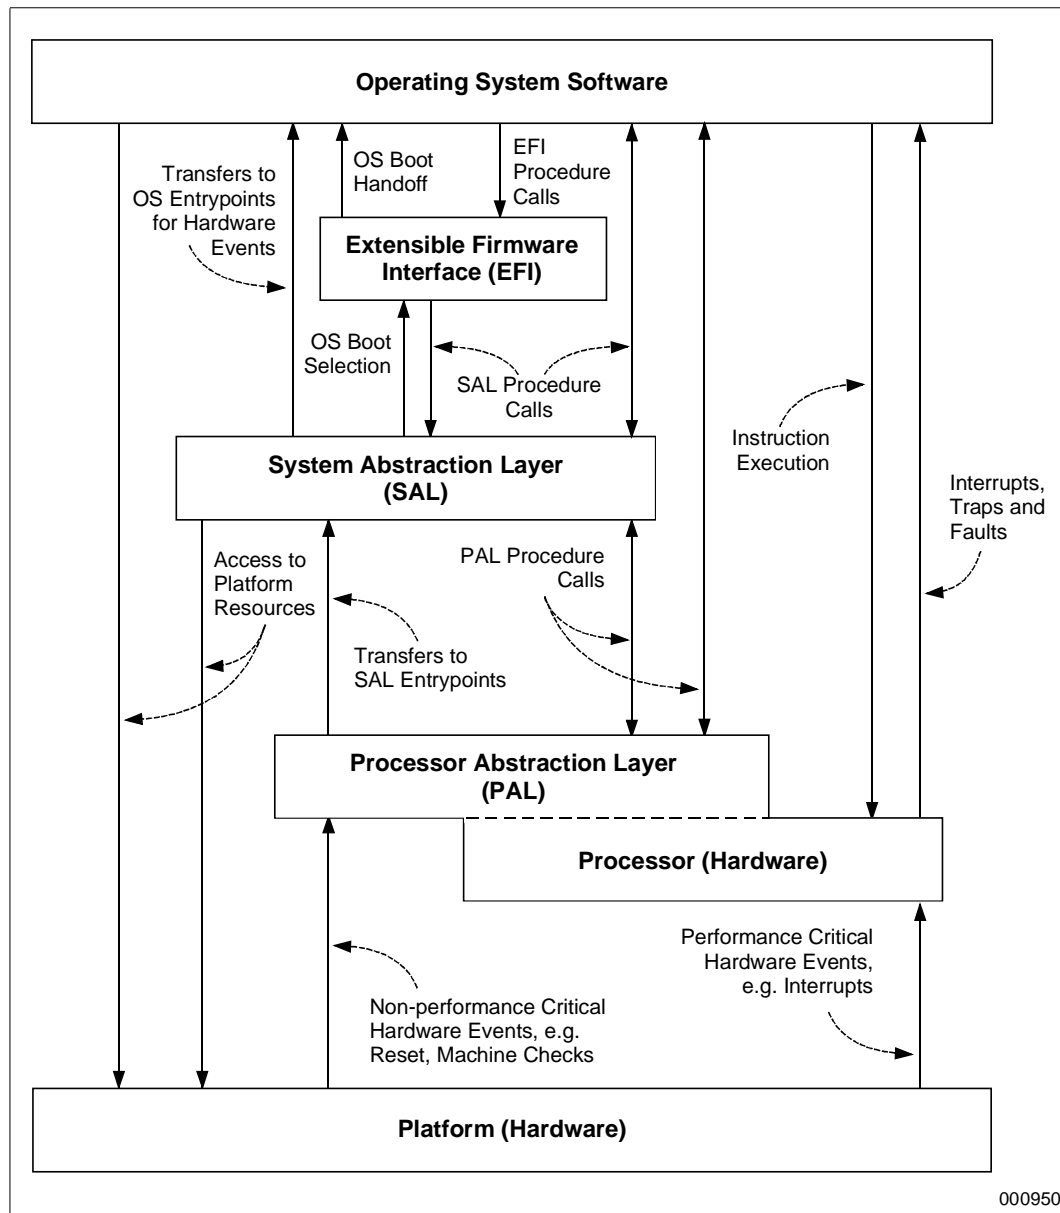 Operating System Software
Transfers to
OS Entrypoints
for Hardware
Events
OS Boot
Handoff
EFI
Procedure
Calls
Extensible Firmware
Interface (EFI)
OS Boot
Selection
SAL Procedure
Calls
Instruction
Execution
System Abstraction Layer
(SAL)
Interrupts,
Traps and
Faults
Access to
Platform
Resources
PAL Procedure
Calls
Transfers to
SAL Entrypoints
Processor Abstraction Layer
(PAL)
Processor (Hardware)
Non-performance Critical
Hardware Events, e.g.
Reset, Machine Checks
Performance Critical
Hardware Events,
e.g. Interrupts
Platform (Hardware)
000950